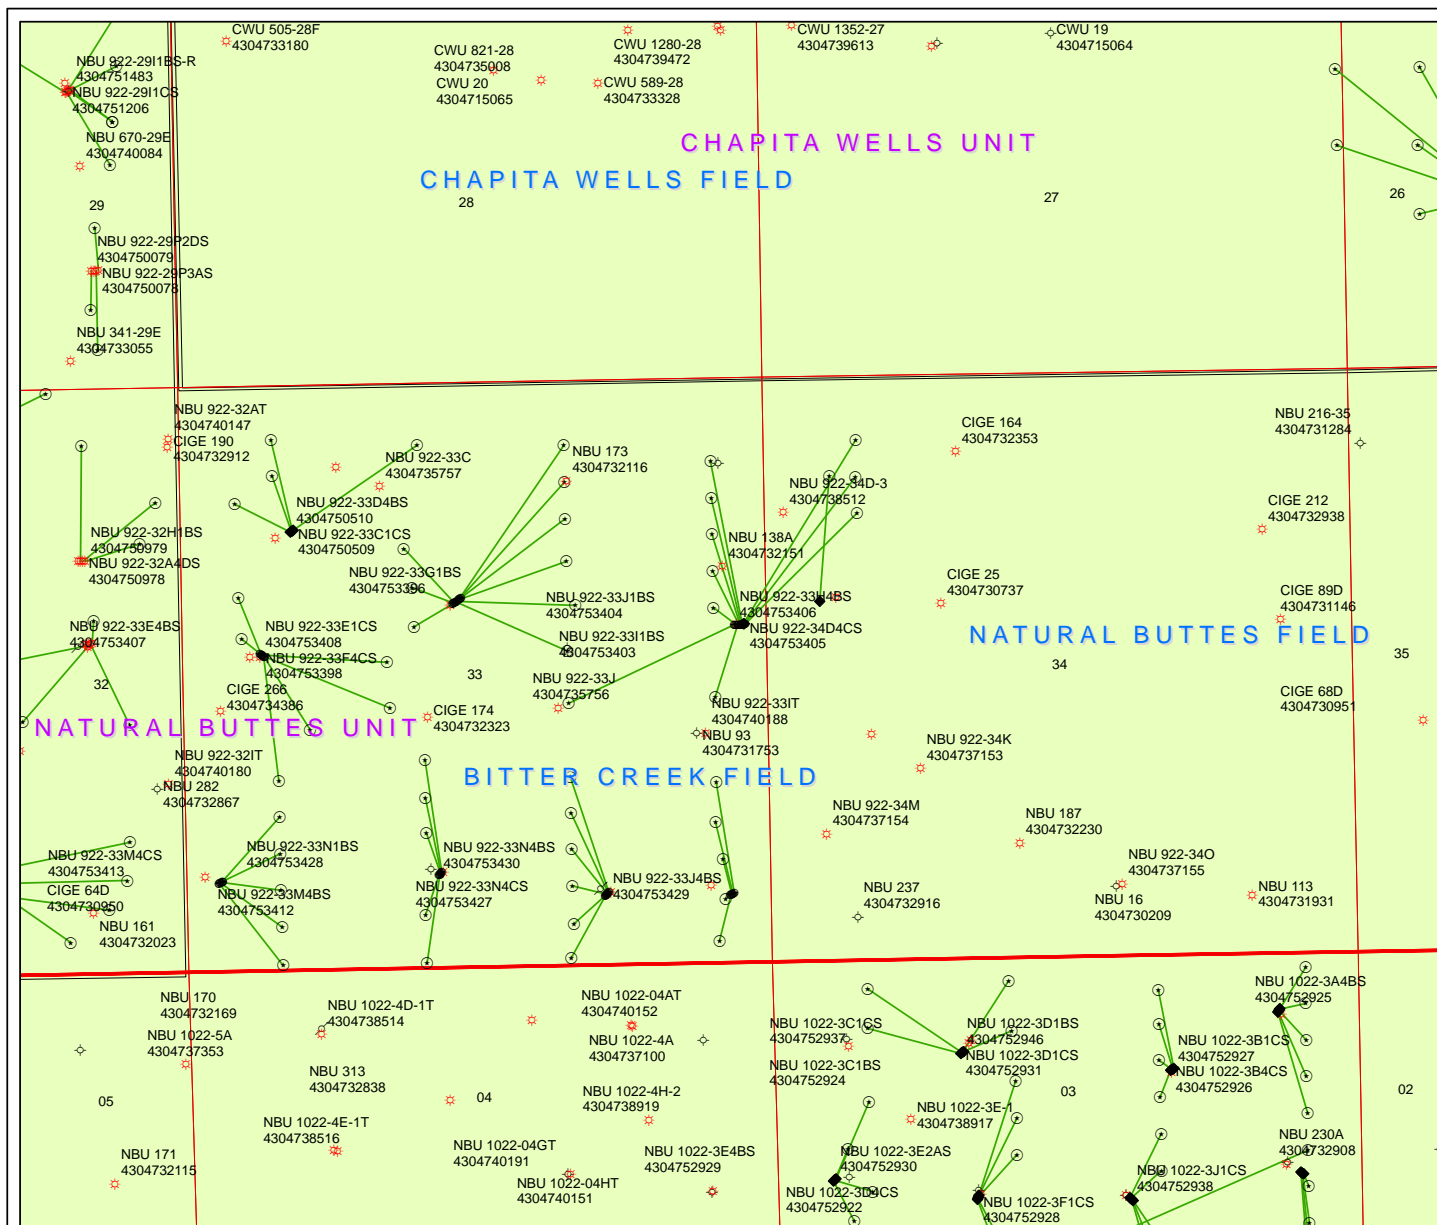 CWU 505-28F
4304733180
CWU 821-28
4304735008
CWU 20
4304715065
CWU 1280-28
4304739472
CWU 589-28
4304733328
CWU 1352-27
4304739613
CWU 19
4304715064
NBU 922-29I1BS-R
4304751483
NBU 922-29I1CS
4304751206
NBU 670-29E
4304740084
CHAPITA WELLS UNIT
CHAPITA WELLS FIELD
29
28
27
26
NBU 922-29P2DS
4304750079
NBU 922-29P3AS
4304750078
NBU 341-29E
4304733055
NBU 922-32AT
4304740147
CIGE 190
4304732912
NBU 922-33C
4304735757
NBU 173
4304732116
CIGE 164
4304732353
NBU 216-35
4304731284
NBU 922-33D4BS
4304750510
NBU 922-33C1CS
4304750509
NBU 922-34D-3
4304738512
CIGE 212
4304732938
NBU 922-32H1BS
4304750979
NBU 922-32A4DS
4304750978
NBU 138A
4304732151
NBU 922-33G1BS
4304753396
NBU 922-33J1BS
4304753404
NBU 922-33H4BS
4304753406
NBU 922-34D4CS
4304753405
CIGE 25
4304730737
CIGE 89D
4304731146
NBU 922-33E4BS
4304753407
NBU 922-33E1CS
4304753408
NBU 922-33F4CS
4304753398
NBU 922-33I1BS
4304753403
NATURAL BUTTES FIELD
32
33
34
35
CIGE 266
4304734386
CIGE 174
4304732323
NBU 922-33J
4304735756
NBU 922-33IT
4304740188
NBU 93
4304731753
CIGE 68D
4304730951
NATURAL BUTTES UNIT
NBU 922-32IT
4304740180
NBU 282
4304732867
BITTER CREEK FIELD
NBU 922-34K
4304737153
NBU 922-34M
4304737154
NBU 187
4304732230
NBU 922-33M4CS
4304753413
CIGE 64D
4304730950
NBU 161
4304732023
NBU 922-33N1BS
4304753428
NBU 922-33M4BS
4304753412
NBU 922-33N4BS
4304753430
NBU 922-33N4CS
4304753427
NBU 922-33J4BS
4304753429
NBU 237
4304732916
NBU 922-34O
4304737155
NBU 16
4304730209
NBU 113
4304731931
NBU 170
4304732169
NBU 1022-5A
4304737353
NBU 1022-4D-1T
4304738514
NBU 1022-04AT
4304740152
NBU 1022-4A
4304737100
NBU 1022-3C1CS
4304752937
NBU 1022-3C1BS
4304752924
NBU 1022-3D1BS
4304752946
NBU 1022-3D1CS
4304752931
NBU 1022-3A4BS
4304752925
NBU 1022-3B1CS
4304752927
NBU 1022-3B4CS
4304752926
NBU 313
4304732838
NBU 1022-4H-2
4304738919
05
04
03
02
NBU 1022-4E-1T
4304738516
NBU 1022-3E-1
4304738917
NBU 171
4304732115
NBU 1022-04GT
4304740191
NBU 1022-04HT
4304740151
NBU 1022-3E4BS
4304752929
NBU 1022-3E2AS
4304752930
NBU 1022-3D4CS
4304752922
NBU 1022-3F1CS
4304752928
NBU 1022-3J1CS
4304752938
NBU 230A
4304732908